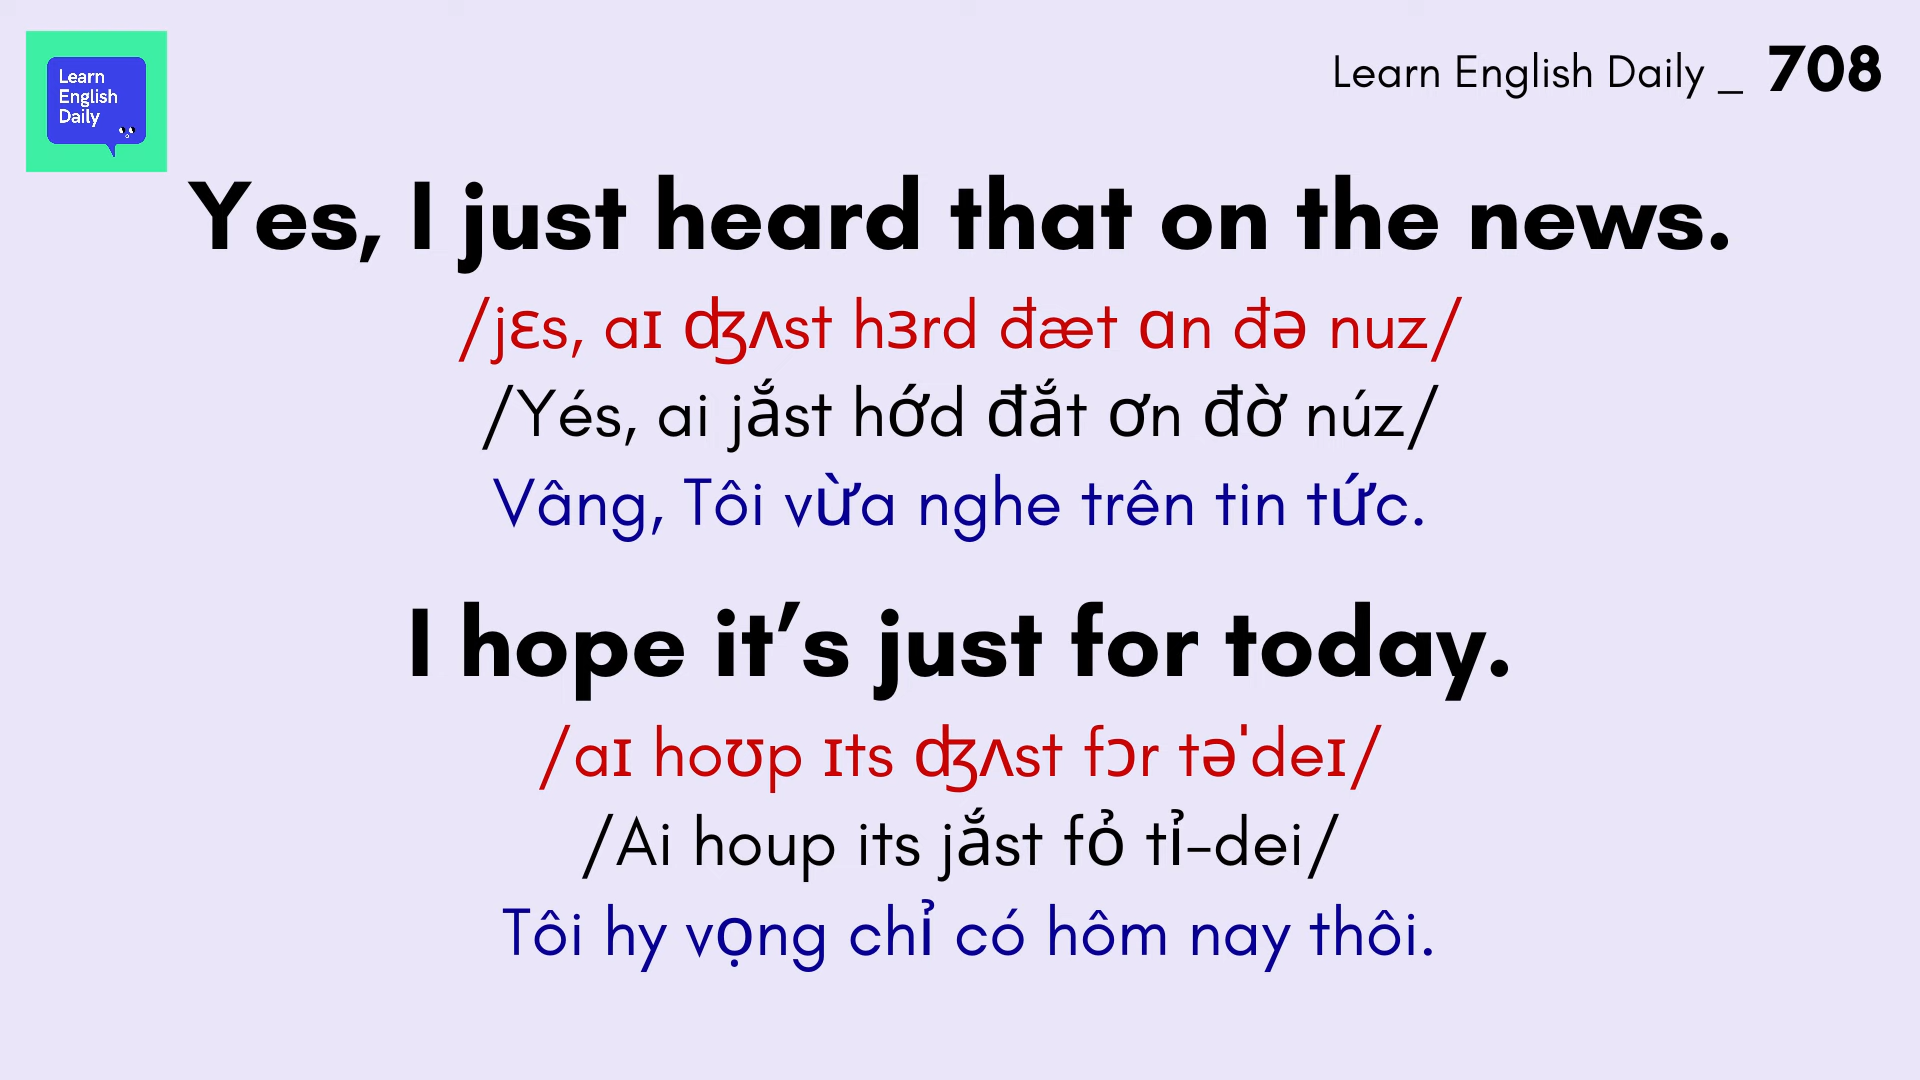 Learn
English
Daily
Learn English Daily _ 708
Yes, I just heard that on the news.
/jɛs, aɪ ʤʌst hɜrd đæt ɑn đə nuz/
/Yés, ai jắst hớd đắt ơn đờ núz/
Vâng, Tôi vừa nghe trên tin tức.
I hope it’s just for today.
/aɪ hoʊp ɪts ʤʌst fɔr təˈdeɪ/
/Ai houp its jắst fỏ tỉ-dei/
Tôi hy vọng chỉ có hôm nay thôi.